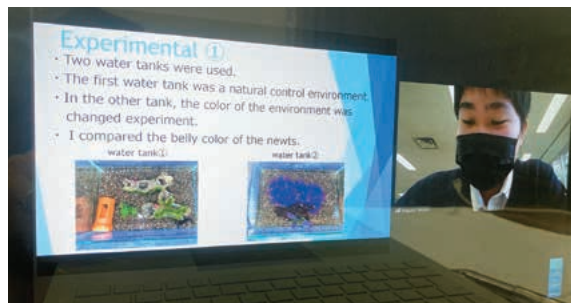 Experimental ①
・Two water tanks were used.
・The first water tank was a natural control environment.
・In the other tank, the color of the environment was
changed experiment.
・I compared the belly color of the newts.
water tank①
water tank②